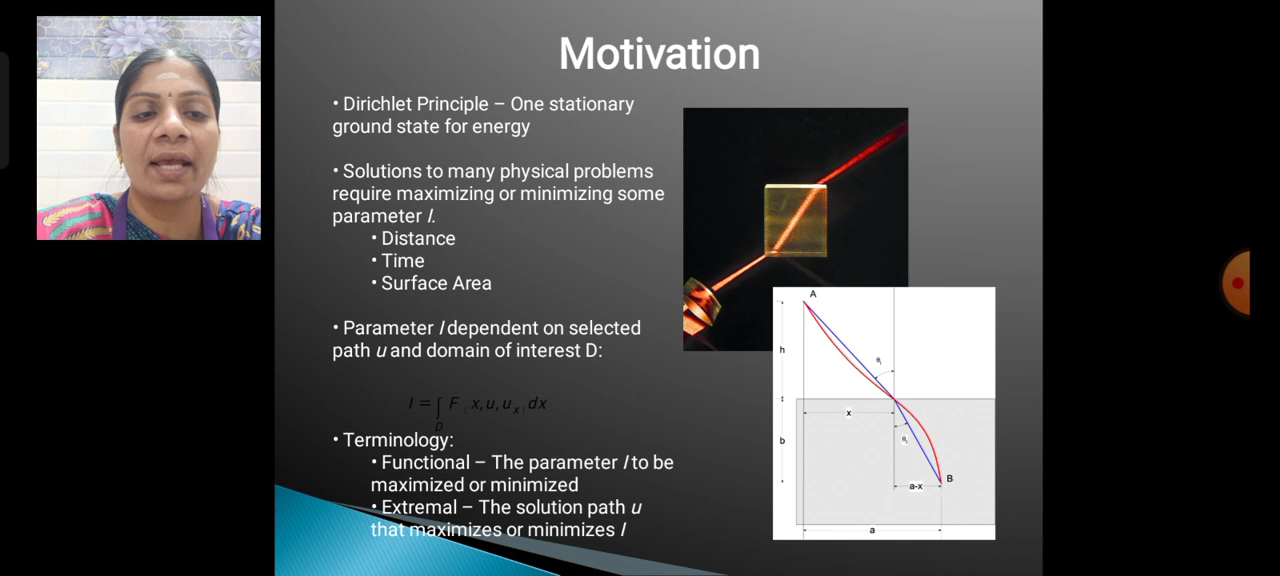 Motivation
• Dirichlet Principle – One stationary
ground state for energy
• Solutions to many physical problems
require maximizing or minimizing some
parameter I.
• Distance
• Time
• Surface Area
• Parameter I dependent on selected
path u and domain of interest D:
I = ∫ F ( x, u, u x ) dx
D
• Terminology:
• Functional – The parameter I to be
maximized or minimized
• Extremal – The solution path u
that maximizes or minimizes I
A
h
θi
x
b
θt
B
a-x
a